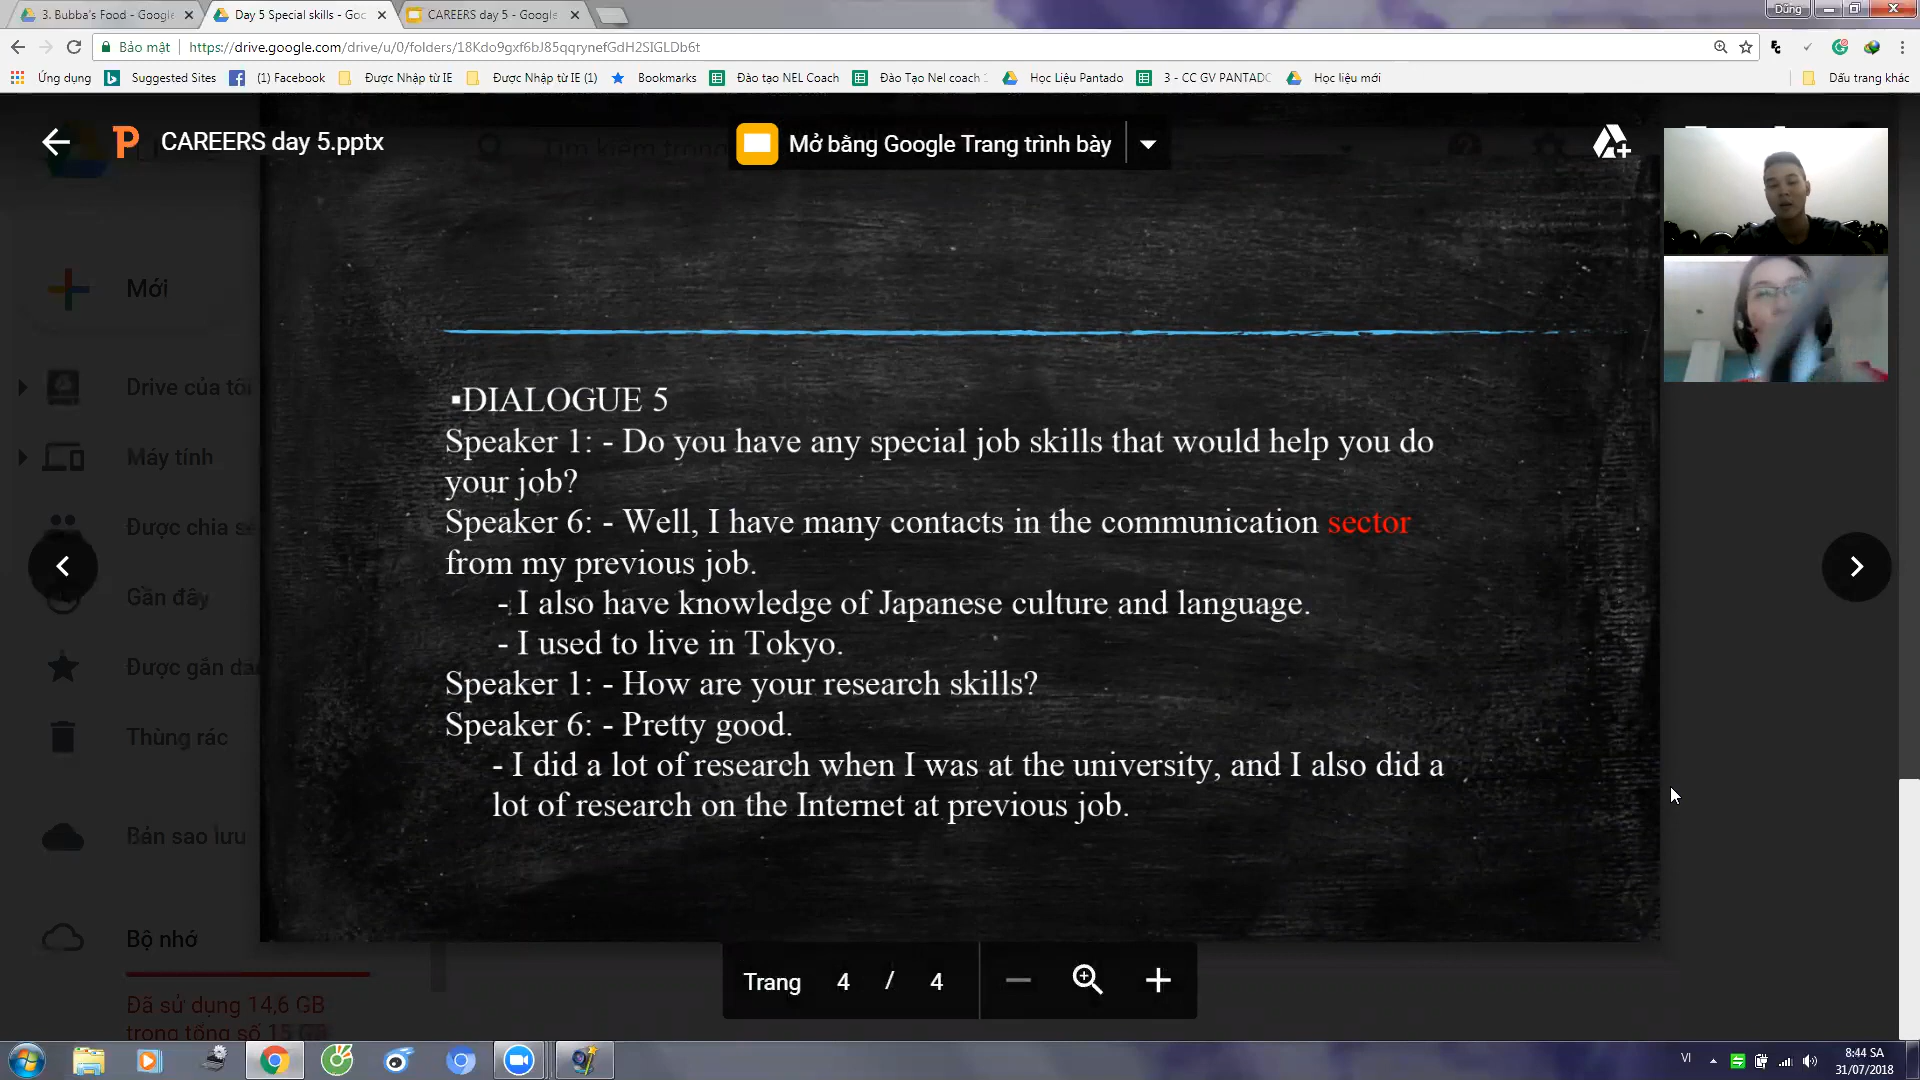 3. Bubba's Food - Google
Day 5 Special skills - Goo
CAREERS day 5 - Google
Dũng
Bảo mật
https://drive.google.com/drive/u/0/folders/18Kdo9gxf6bJ85qqrynefGdH2SIGLDb6t
Ứng dụng
Suggested Sites
(1) Facebook
Được Nhập từ IE
Được Nhập từ IE (1)
Bookmarks
Đào tạo NEL Coach
Đào Tạo Nel coach
Học Liệu Pantado
3 - CC GV PANTADO
Học liệu mới
Dấu trang khác
CAREERS day 5.pptx
Mở bằng Google Trang trình bày
Tìm kiếm trong
Mới
Drive của tôi
Máy tính
Được chia sẻ
Gần đây
Được gắn dấu
Thùng rác
Bản sao lưu
Bộ nhớ
Đã sử dụng 14,6 GB
trong tổng số 15 GB
▪DIALOGUE 5
Speaker 1: - Do you have any special job skills that would help you do
your job?
Speaker 6: - Well, I have many contacts in the communication sector
from my previous job.
- I also have knowledge of Japanese culture and language.
- I used to live in Tokyo.
Speaker 1: - How are your research skills?
Speaker 6: - Pretty good.
- I did a lot of research when I was at the university, and I also did a
lot of research on the Internet at previous job.
Trang 4 / 4
VI
8:44 SA
31/07/2018